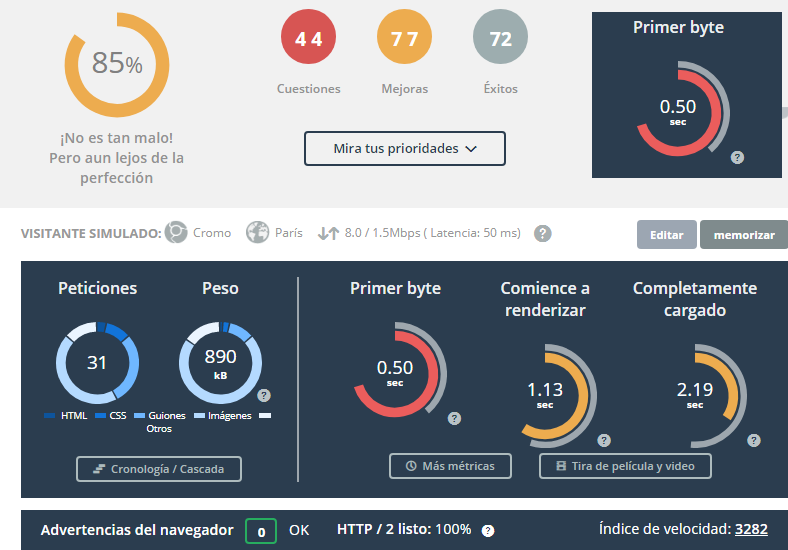 85%
¡No es tan malo!
Pero aun lejos de la
perfección
4 4
7 7
72
Cuestiones
Mejoras
Éxitos
Mira tus prioridades
Primer byte
0.50
sec
?
VISITANTE SIMULADO: Cromo París 8.0 / 1.5Mbps ( Latencia: 50 ms) ?
Editar
memorizar
Peticiones
31
Peso
890
kB
?
HTML CSS Guiones Imágenes
Otros
Cronología / Cascada
Primer byte
0.50
sec
?
Comience a
renderizar
1.13
sec
?
Completamente
cargado
2.19
sec
?
Más métricas
Tira de película y video
Advertencias del navegador 0 OK HTTP / 2 listo: 100% ? Índice de velocidad: 3282